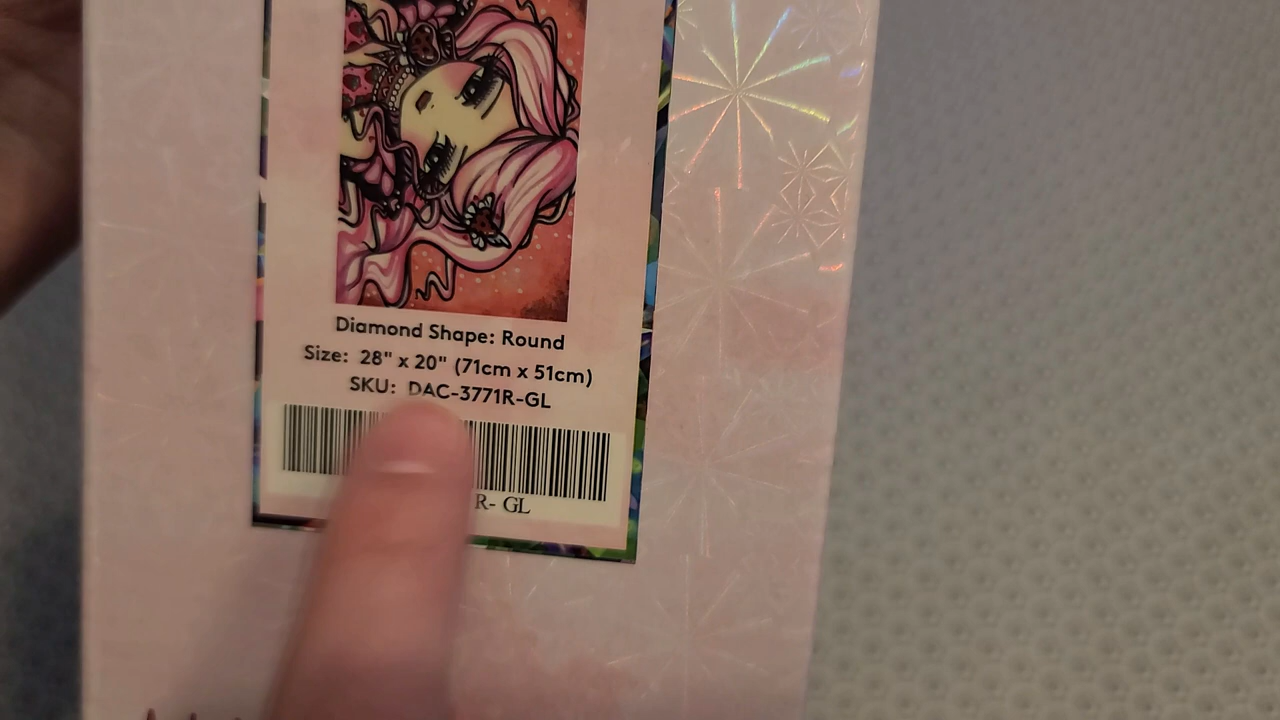 Diamond Shape: Round
Size: 28" x 20" (71cm x 51cm)
SKU: DAC-3771R-GL
R- GL